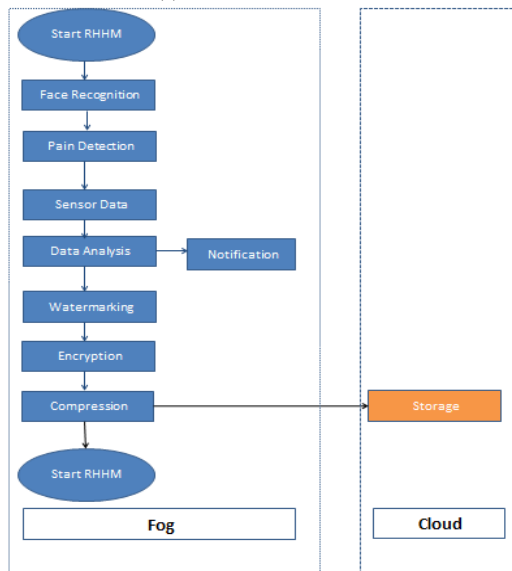 Start RHHM
Face Recognition
Pain Detection
Sensor Data
Data Analysis
Notification
Watermarking
Encryption
Compression
Storage
Start RHHM
Fog
Cloud